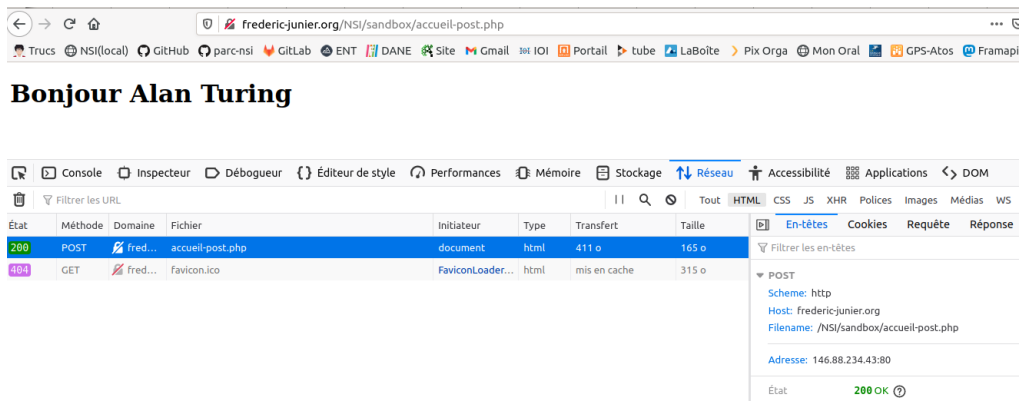 frederic-junier.org/NSI/sandbox/accueil-post.php
Trucs NSI(local) GitHub parc-nsi GitLab ENT DANE Site Gmail IOI Portail tube LaBoîte Pix Orga Mon Oral GPS-Atos Framapi
Bonjour Alan Turing
Console Inspecteur Débogueur Éditeur de style Performances Mémoire Stockage Réseau Accessibilité Applications DOM
Filtrer les URL Tout HTML CSS JS XHR Polices Images Médias WS
État Méthode Domaine Fichier Initiateur Type Transfert Taille En-têtes Cookies Requête Réponse
200 POST fred... accueil-post.php document html 411 o 165 o Filtrer les en-têtes
404 GET fred... favicon.ico FaviconLoader... html mis en cache 315 o
POST
Scheme: http
Host: frederic-junier.org
Filename: /NSI/sandbox/accueil-post.php
Adresse: 146.88.234.43:80
État 200 OK